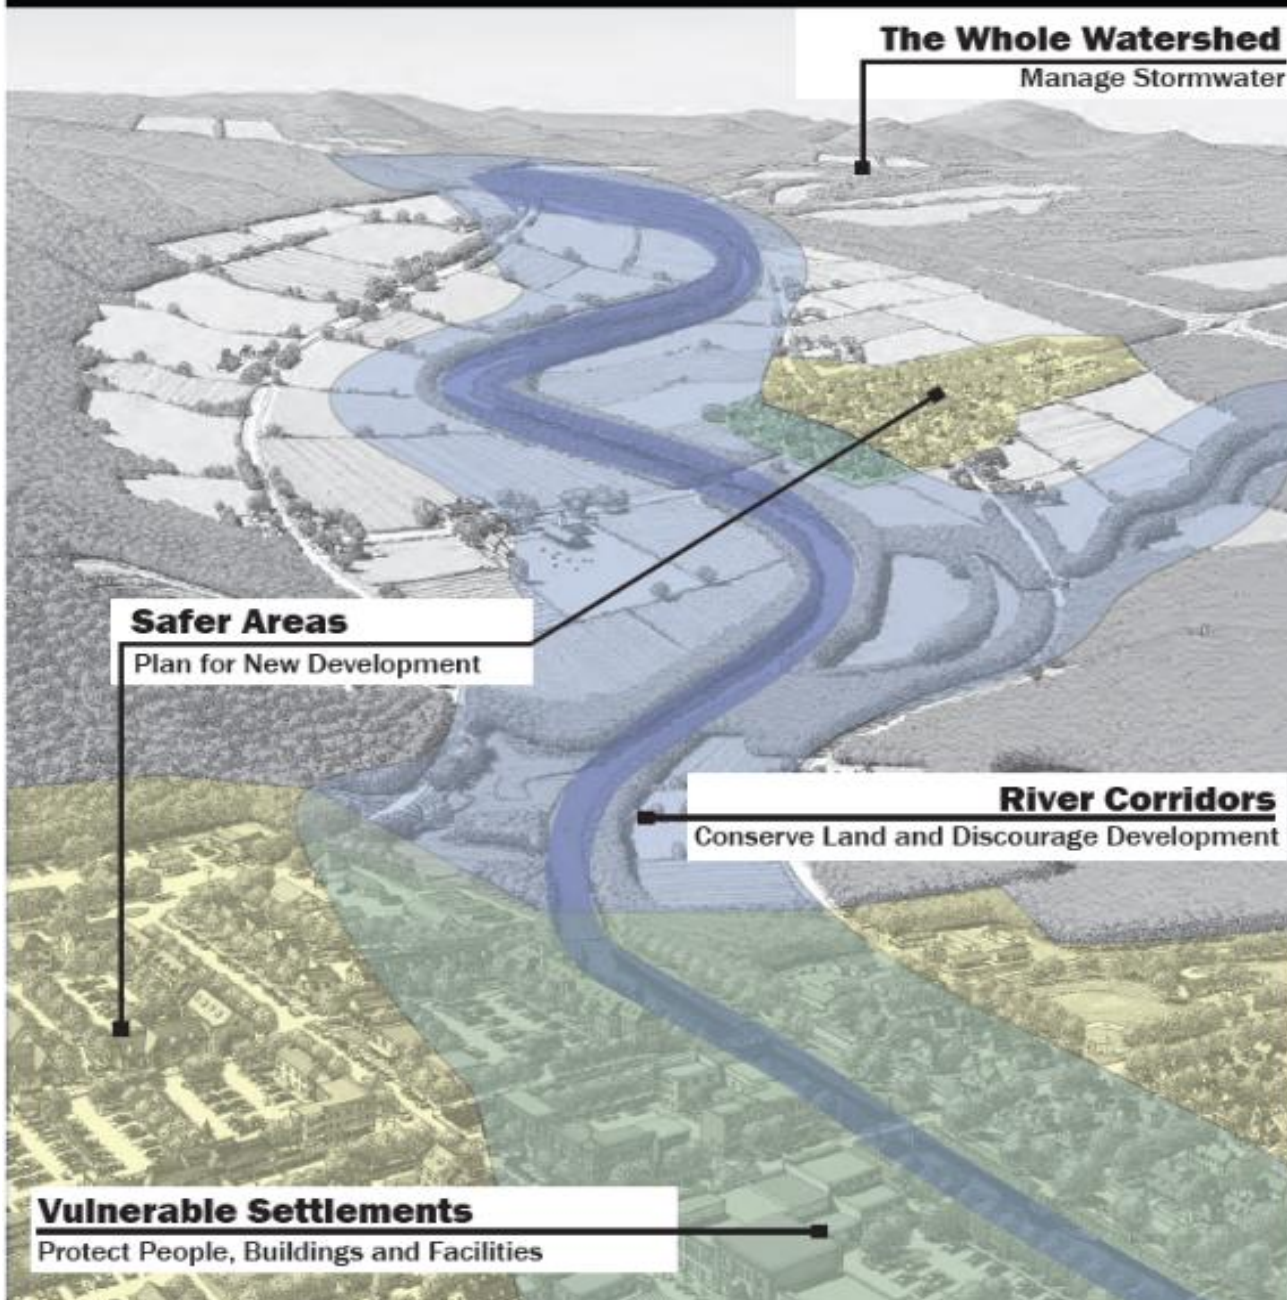 The Whole Watershed
Manage Stormwater
Safer Areas
Plan for New Development
River Corridors
Conserve Land and Discourage Development
Vulnerable Settlements
Protect People, Buildings and Facilities